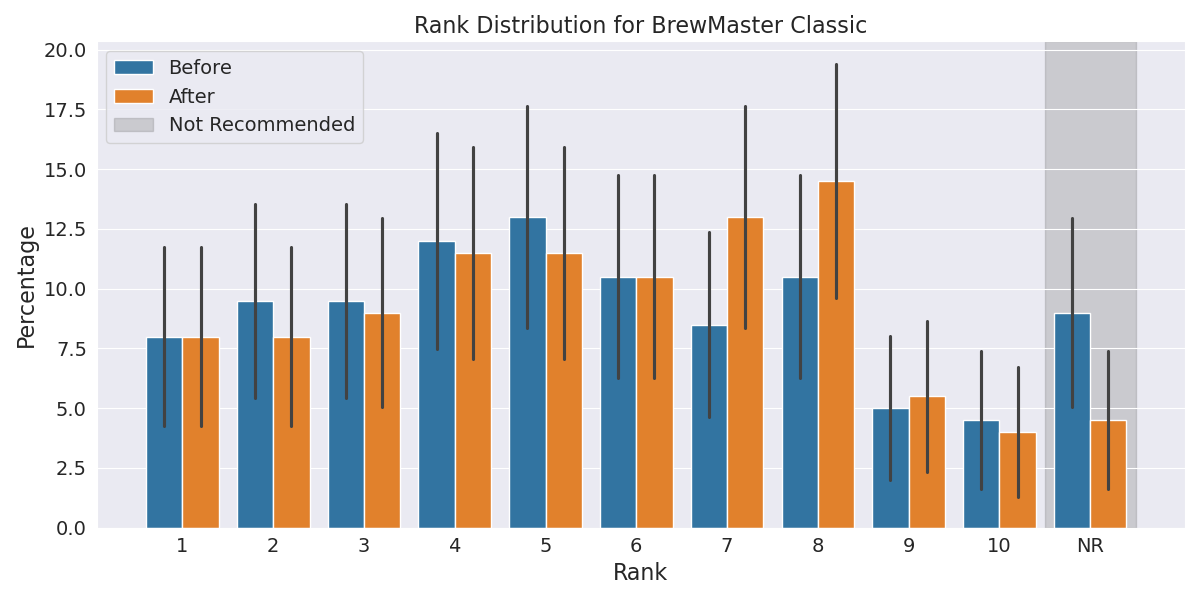 Rank Distribution for BrewMaster Classic
Before
After
Not Recommended
Percentage
20.0
17.5
15.0
12.5
10.0
7.5
5.0
2.5
0.0
1 2 3 4 5 6 7 8 9 10 NR
Rank